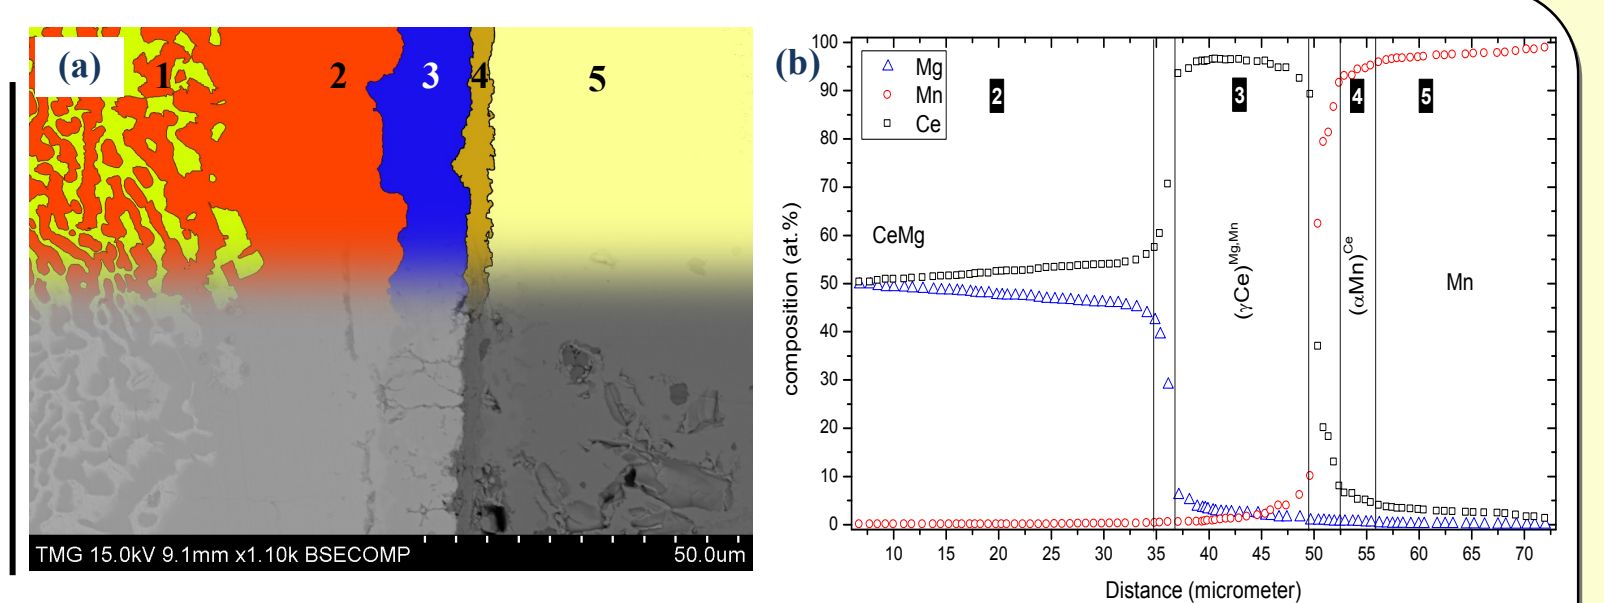 (a)
1 2 3 4 5
TMG 15.0kV 9.1mm x1.10k BSECOMP 50.0um
(b)
composition (at.%)
100
90
80
70
60
50
40
30
20
10
0
Mg
Mn
Ce
2 3 4 5
CeMg
(γCe)Mg,Mn
(αMn)Ce
Mn
10 15 20 25 30 35 40 45 50 55 60 65 70
Distance (micrometer)